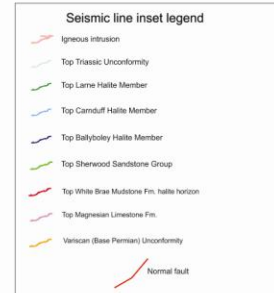 Seismic line inset legend
Igneous intrusion
Top Triassic Unconformity
Top Larne Halite Member
Top Carnduff Halite Member
Top Ballyboley Halite Member
Top Sherwood Sandstone Group
Top White Brae Mudstone Fm. halite horizon
Top Magnesian Limestone Fm.
Variscan (Base Permian) Unconformity
Normal fault